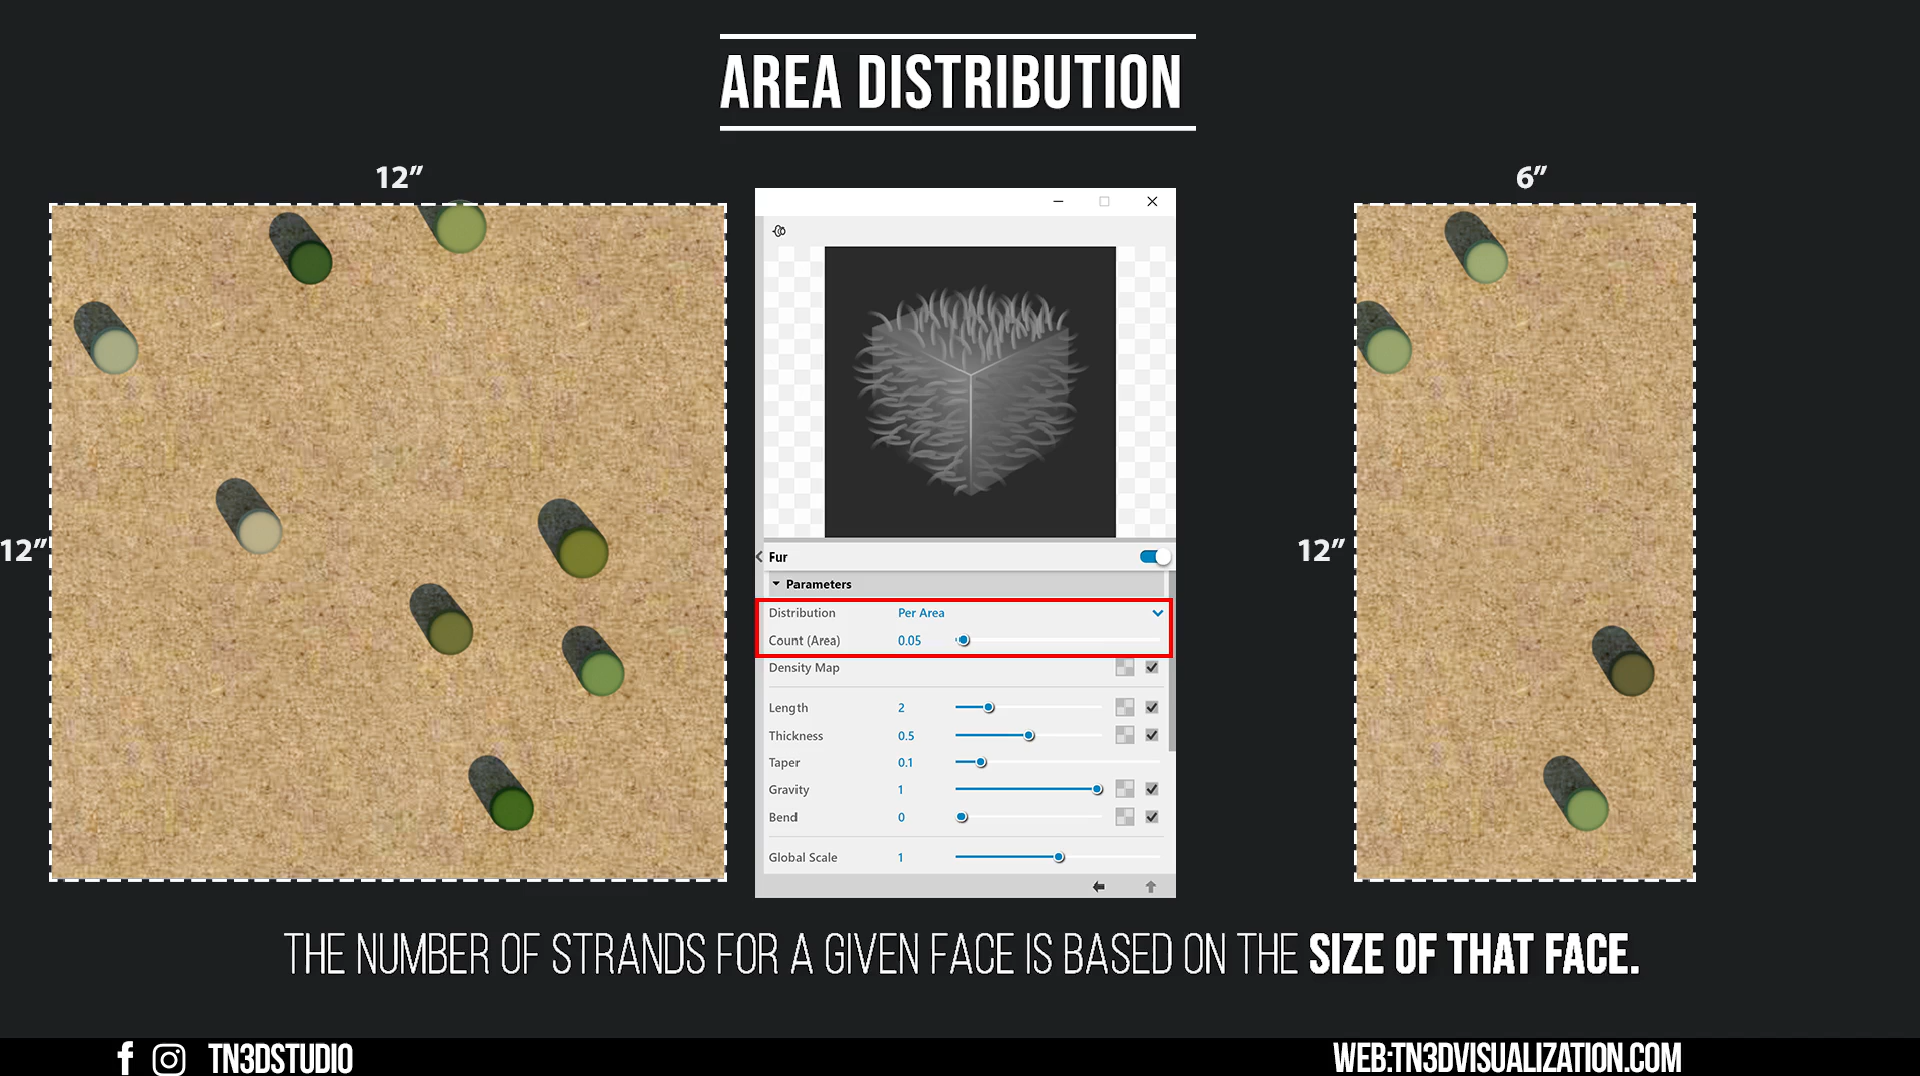 AREA DISTRIBUTION
12”
6”
12”
12”
Fur
Parameters
Distribution Per Area
Count (Area) 0.05
Density Map
Length 2
Thickness 0.5
Taper 0.1
Gravity 1
Bend 0
Global Scale 1
THE NUMBER OF STRANDS FOR A GIVEN FACE IS BASED ON THE SIZE OF THAT FACE.
TN3DSTUDIO
WEB:TN3DVISUALIZATION.COM